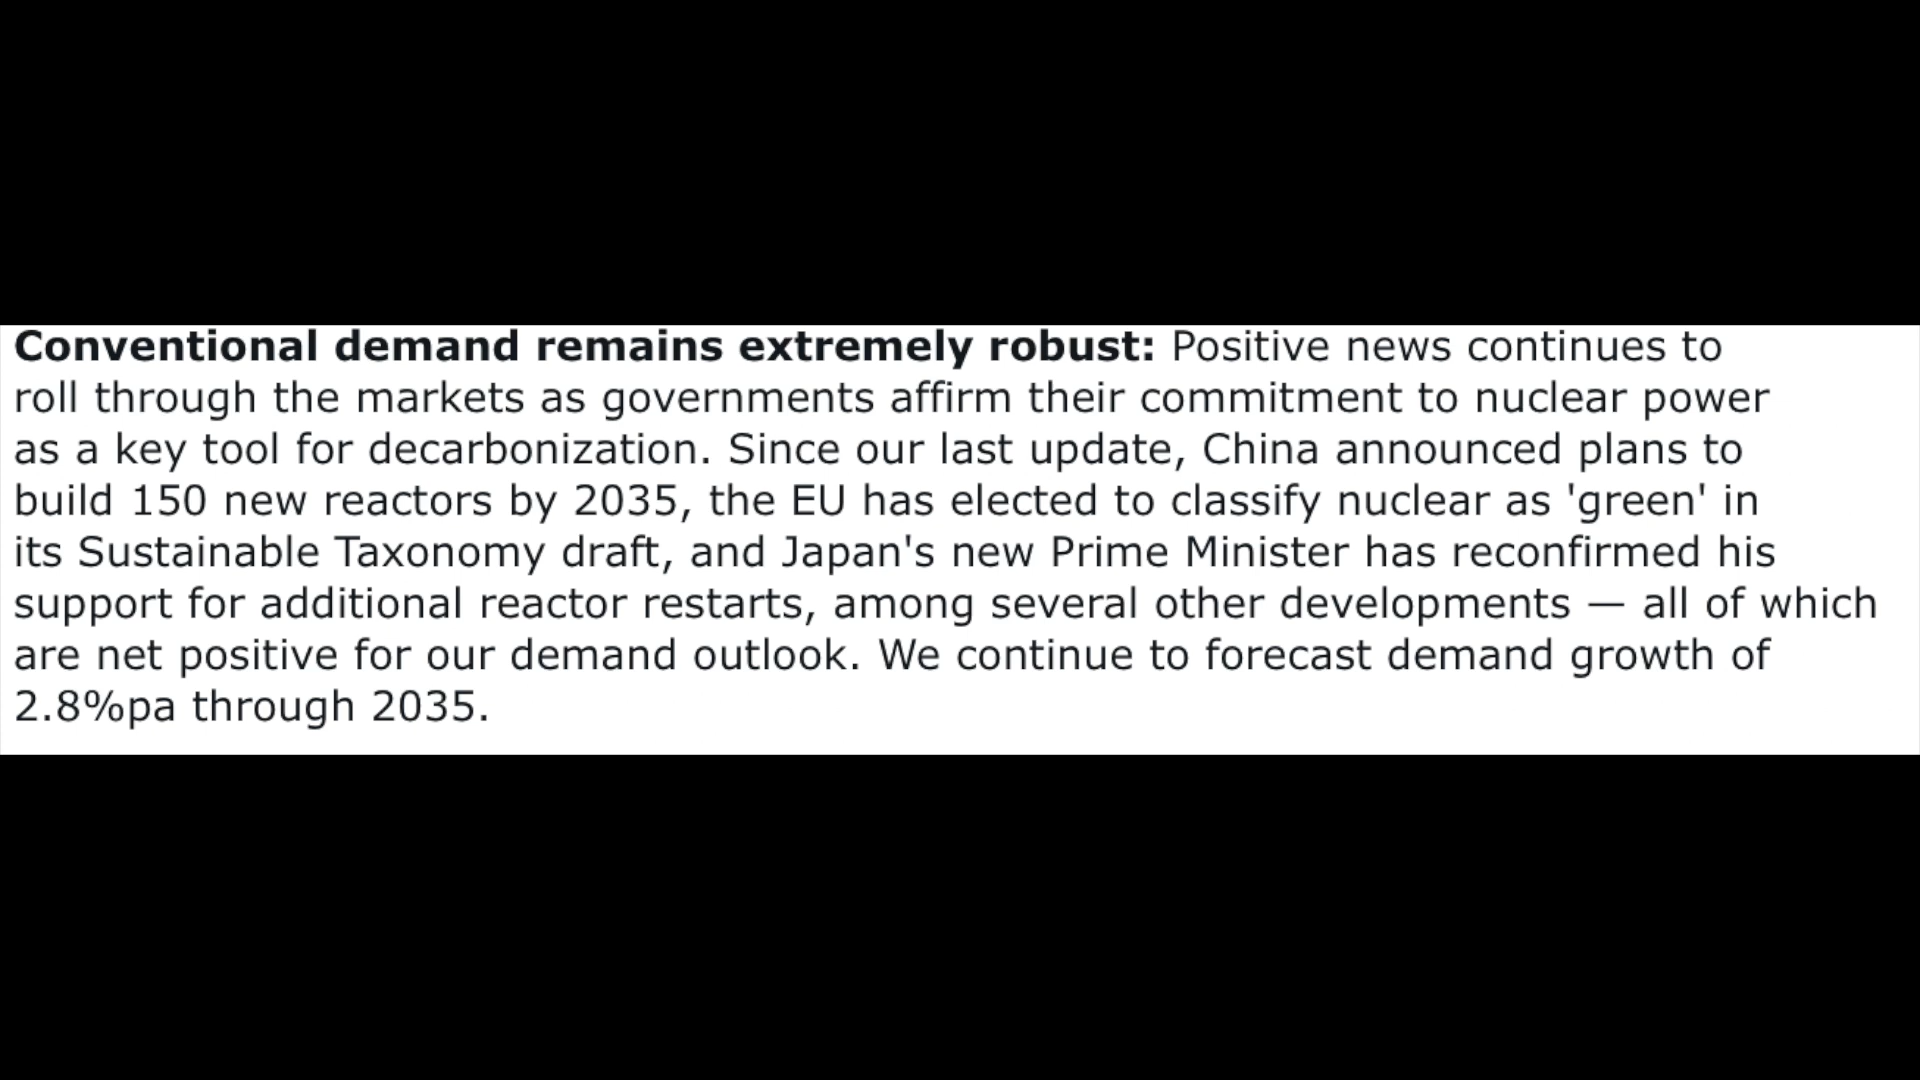 Conventional demand remains extremely robust: Positive news continues to
roll through the markets as governments affirm their commitment to nuclear power
as a key tool for decarbonization. Since our last update, China announced plans to
build 150 new reactors by 2035, the EU has elected to classify nuclear as 'green' in
its Sustainable Taxonomy draft, and Japan's new Prime Minister has reconfirmed his
support for additional reactor restarts, among several other developments — all of which
are net positive for our demand outlook. We continue to forecast demand growth of
2.8%pa through 2035.